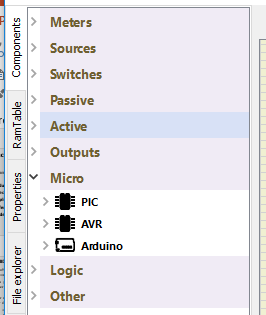 Components
RamTable
Properties
File explorer
Meters
Sources
Switches
Passive
Active
Outputs
Micro
PIC
AVR
Arduino
Logic
Other